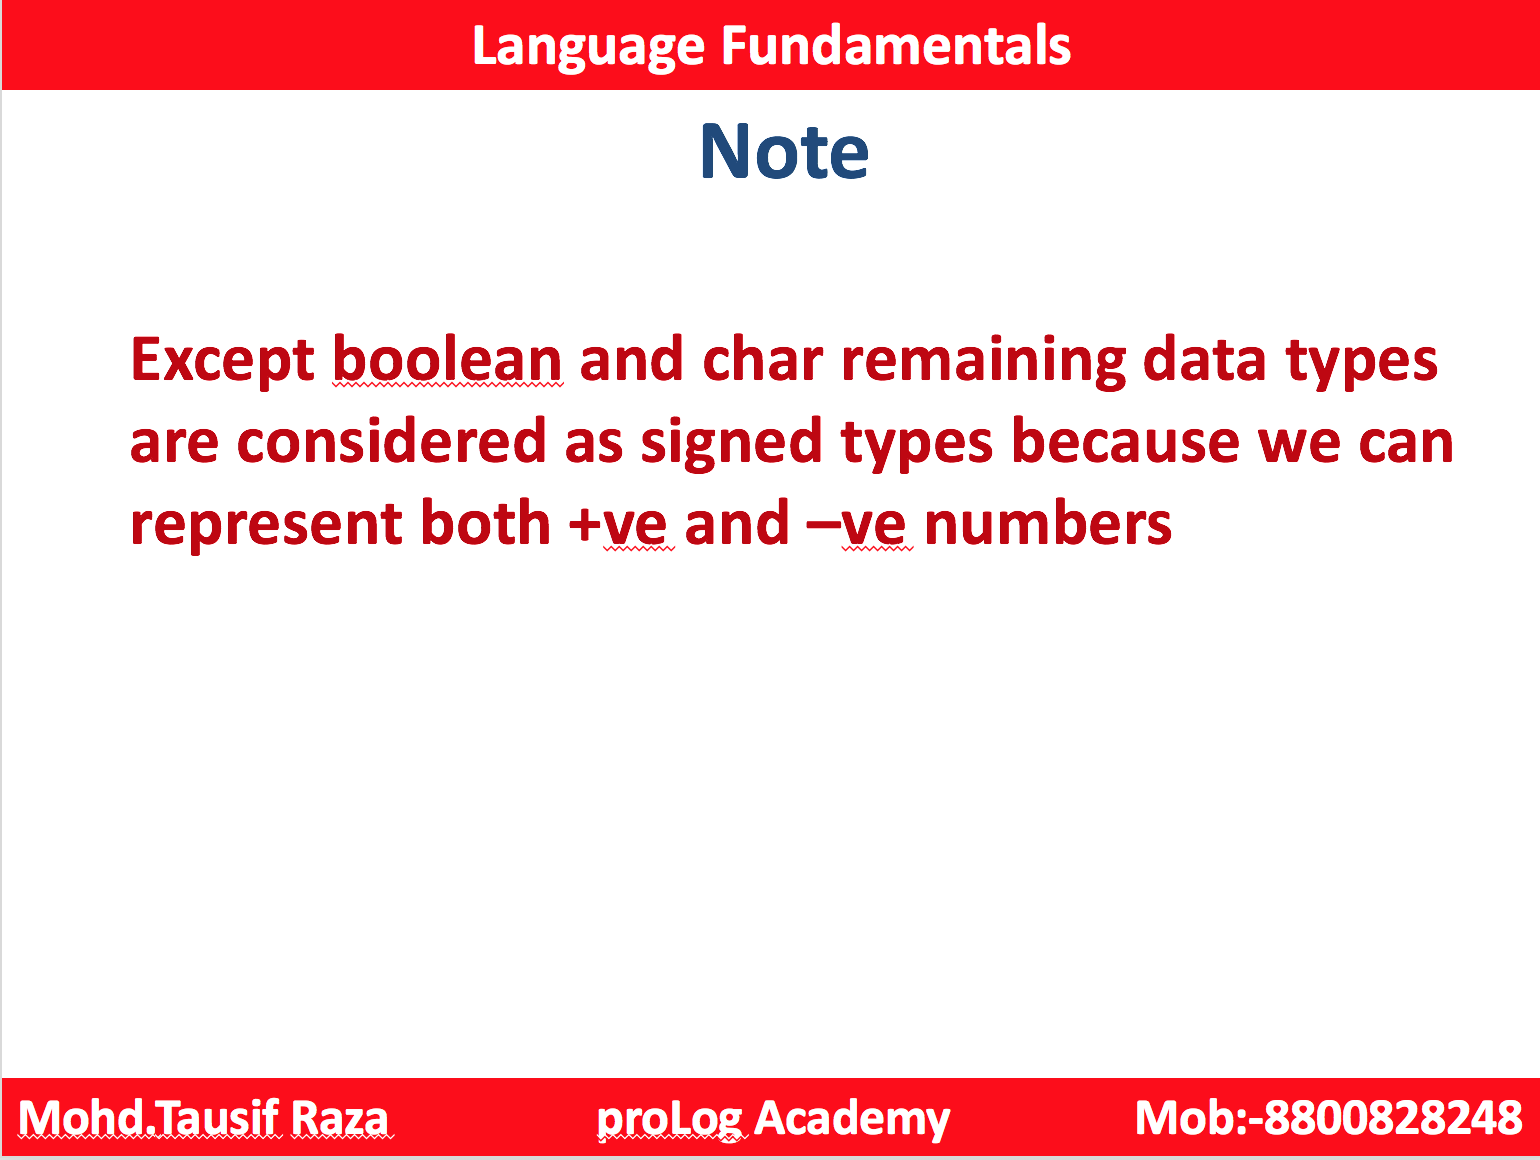 Language Fundamentals
Note
Except boolean and char remaining data types
are considered as signed types because we can
represent both +ve and –ve numbers
Mohd.Tausif Raza proLog Academy Mob:-8800828248